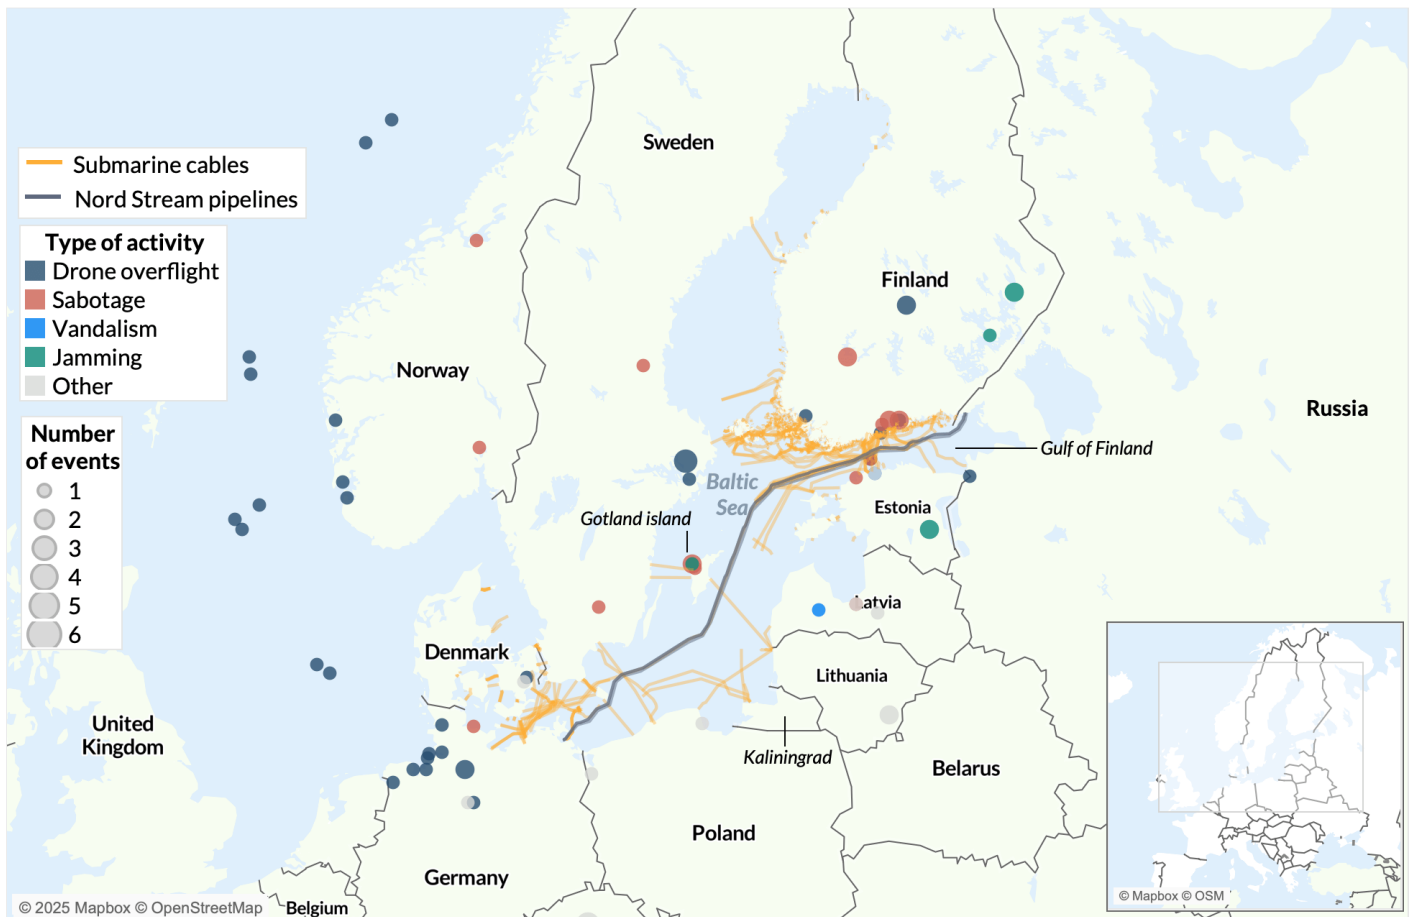 Submarine cables
Nord Stream pipelines
Type of activity
Drone overflight
Sabotage
Vandalism
Jamming
Other
Number
of events
1
2
3
4
5
6
Sweden
Finland
Norway
Russia
Gulf of Finland
Baltic
Sea
Estonia
Gotland island
Latvia
Denmark
Lithuania
United
Kingdom
Kaliningrad
Belarus
Poland
Germany
Belgium
© 2025 Mapbox © OpenStreetMap
© Mapbox © OSM